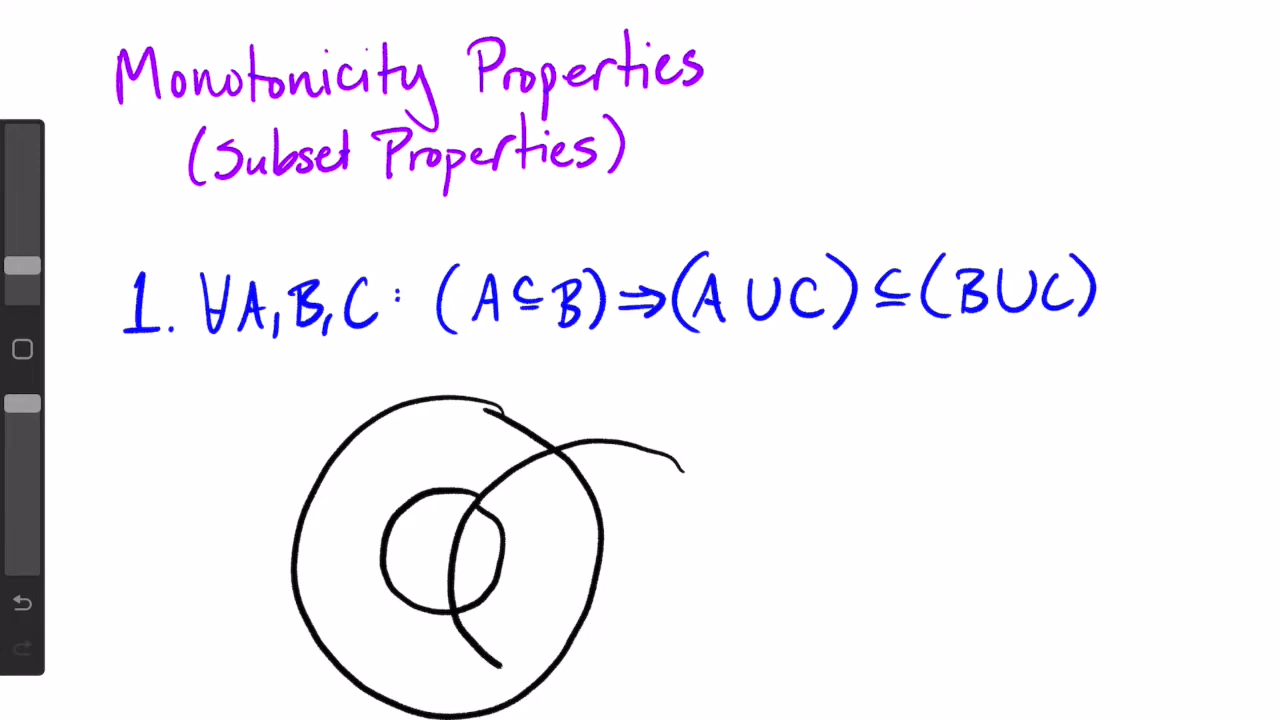 Monotonicity Properties
(Subset Properties)
1. ∀A,B,C: (A⊆B)⇒(A∪C)⊆(B∪C)